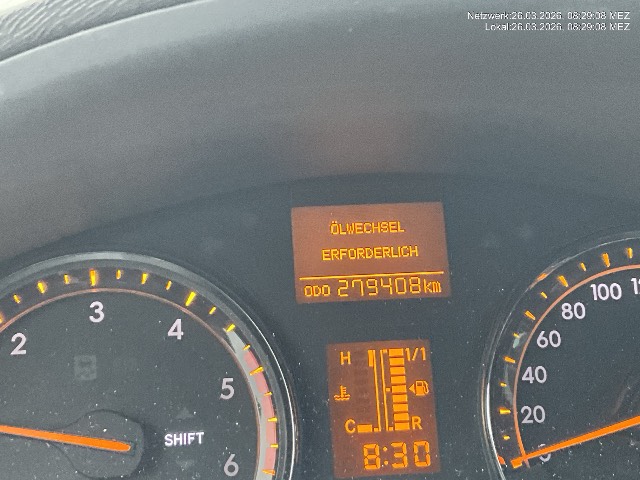 Netzwerk:26.03.2026, 08:29:08 MEZ
Lokal:26.03.2026, 08:29:08 MEZ
ÖLWECHSEL
ERFORDERLICH
ODO 279408km
2 3 4 5 6
SHIFT
H 1/1
C R
8:30
20 40 60 80 100